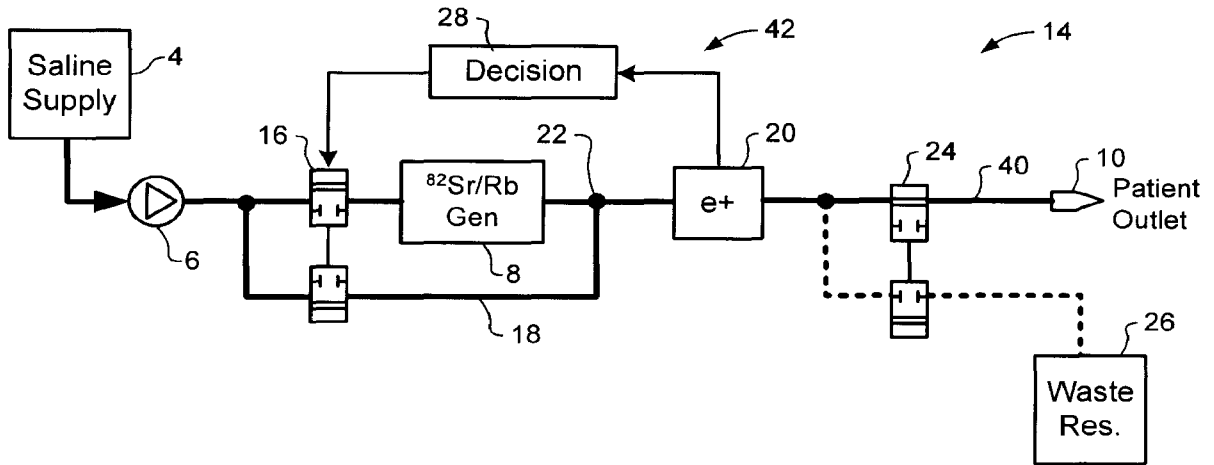 Saline
Supply
4
28
Decision
42
14
16
22
20
24
40
10
Patient
Outlet
⁸²Sr/Rb
Gen
e+
6
8
18
26
Waste
Res.